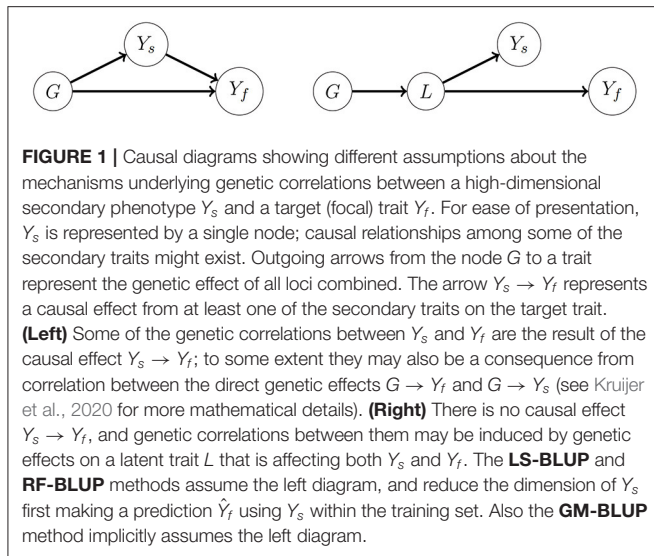 Y_s
Y_s
G
Y_f
G
L
Y_f
FIGURE 1 | Causal diagrams showing different assumptions about the
mechanisms underlying genetic correlations between a high-dimensional
secondary phenotype Y_s and a target (focal) trait Y_f. For ease of presentation,
Y_s is represented by a single node; causal relationships among some of the
secondary traits might exist. Outgoing arrows from the node G to a trait
represent the genetic effect of all loci combined. The arrow Y_s → Y_f represents
a causal effect from at least one of the secondary traits on the target trait.
(Left) Some of the genetic correlations between Y_s and Y_f are the result of the
causal effect Y_s → Y_f; to some extent they may also be a consequence from
correlation between the direct genetic effects G → Y_f and G → Y_s (see Kruijer
et al., 2020 for more mathematical details). (Right) There is no causal effect
Y_s → Y_f, and genetic correlations between them may be induced by genetic
effects on a latent trait L that is affecting both Y_s and Y_f. The LS-BLUP and
RF-BLUP methods assume the left diagram, and reduce the dimension of Y_s
first making a prediction Ŷ_f using Y_s within the training set. Also the GM-BLUP
method implicitly assumes the left diagram.